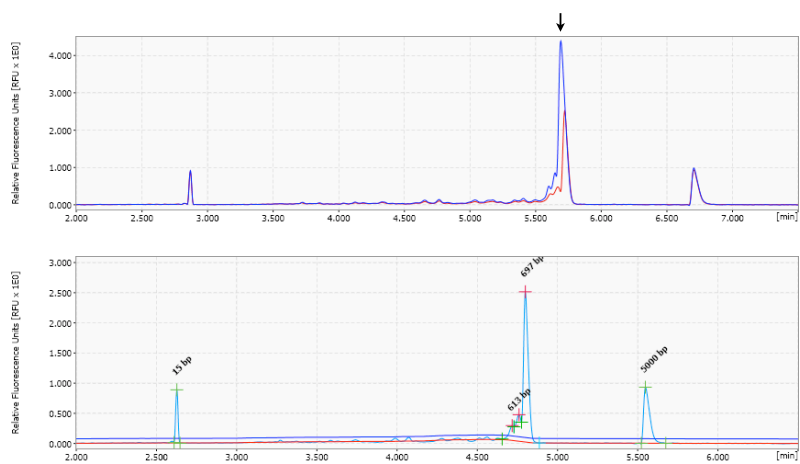 Relative Fluorescence Units [RFU x 1E0]
4.000
3.000
2.000
1.000
0.000
2.000 2.500 3.000 3.500 4.000 4.500 5.000 5.500 6.000 6.500 7.000 [min]
Relative Fluorescence Units [RFU x 1E0]
3.000
2.500
2.000
1.500
1.000
0.500
0.000
15 bp
613 bp
697 bp
5000 bp
2.000 2.500 3.000 3.500 4.000 4.500 5.000 5.500 6.000 [min]